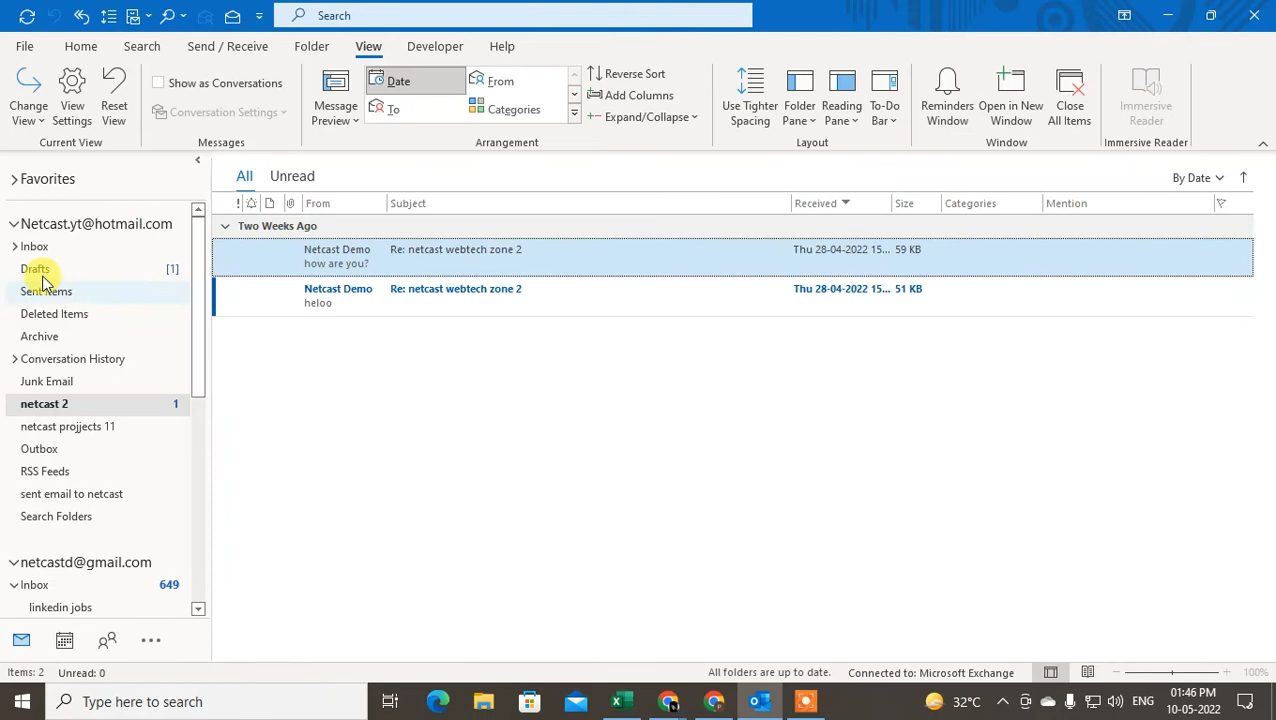 Search
File Home Search Send / Receive Folder View Developer Help
Change View View Settings Reset View
Show as Conversations
Conversation Settings
Message Preview
Date From
To Categories
Reverse Sort
Add Columns
Expand/Collapse
Use Tighter Spacing Folder Pane Reading Pane To-Do Bar
Reminders Window Open in New Window Close All Items
Immersive Reader
Current View Messages Arrangement Layout Window Immersive Reader
Favorites
All Unread By Date
From Subject Received Size Categories Mention
Two Weeks Ago
Netcast Demo Re: netcast webtech zone 2 Thu 28-04-2022 15... 59 KB
how are you?
Netcast Demo Re: netcast webtech zone 2 Thu 28-04-2022 15... 51 KB
heloo
Netcast.yt@hotmail.com
Inbox
Drafts [1]
Sent Items
Deleted Items
Archive
Conversation History
Junk Email
netcast 2 1
netcast projjects 11
Outbox
RSS Feeds
sent email to netcast
Search Folders
netcastd@gmail.com
Inbox 649
linkedin jobs
Items: 2 Unread: 0 All folders are up to date. Connected to: Microsoft Exchange 100%
Type here to search
32°C ENG
01:46 PM
10-05-2022